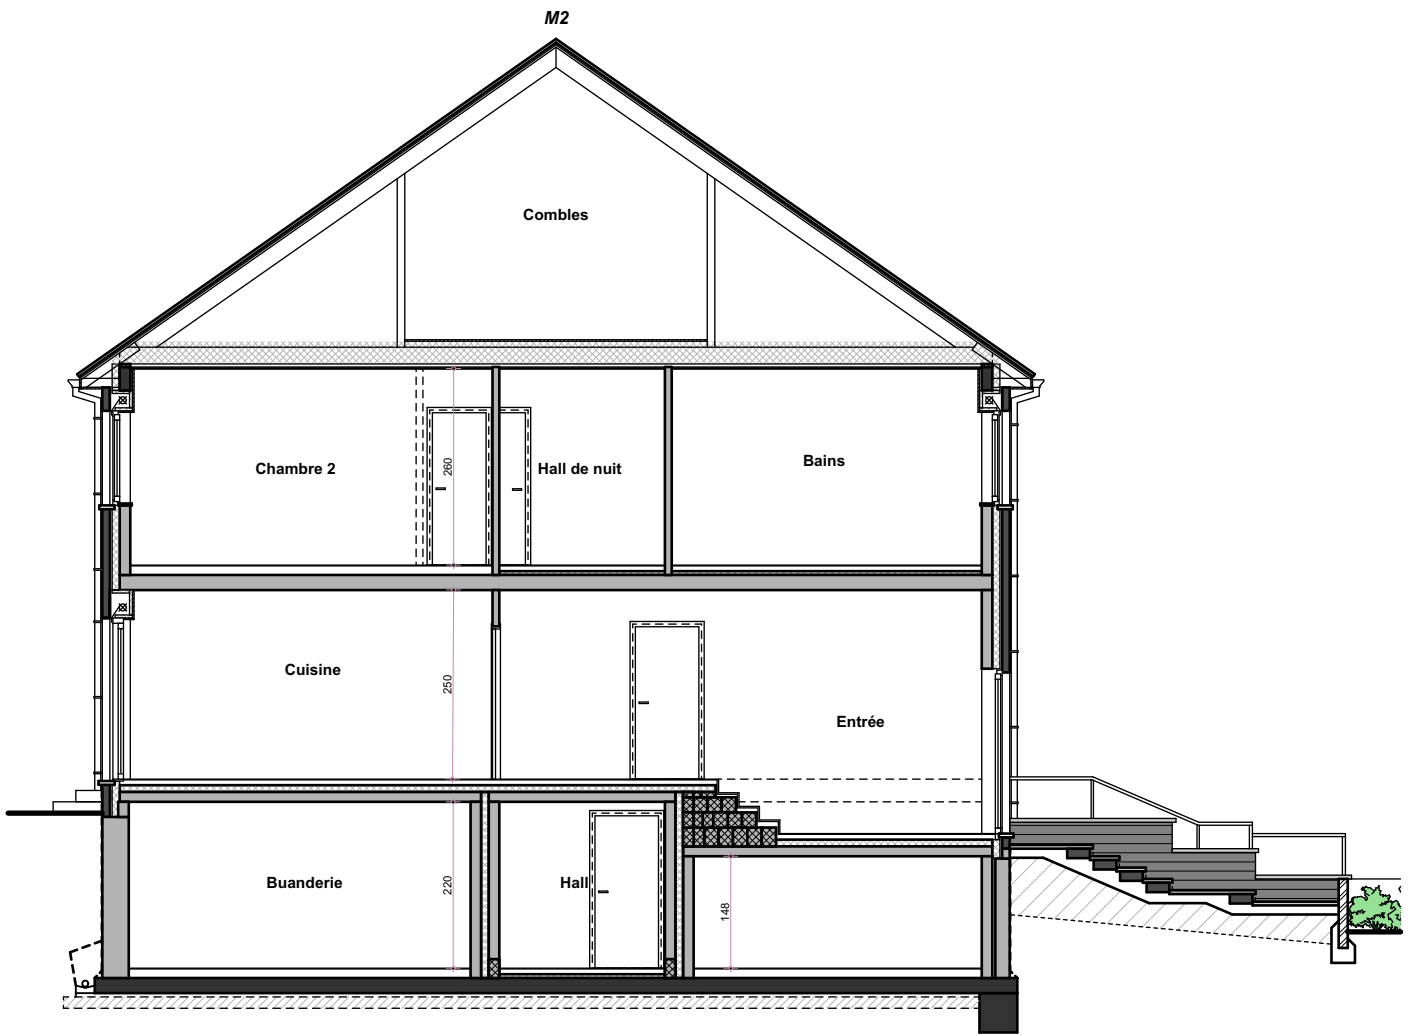 M2
Combles
Chambre 2
260
Hall de nuit
Bains
Cuisine
250
Entrée
Buanderie
220
Hall
148